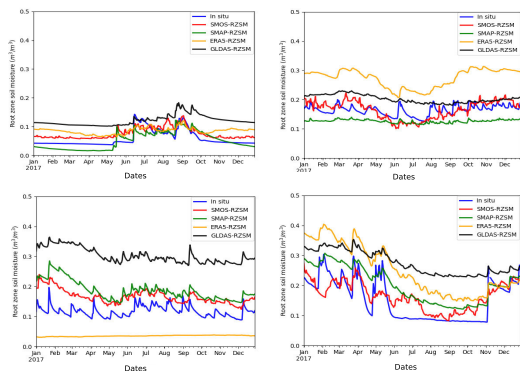 0.5
0.4
0.3
0.2
0.1
0.0
Root zone soil moisture (m³/m³)
In situ
SMOS-RZSM
SMAP-RZSM
ERA5-RZSM
GLDAS-RZSM
Jan Feb Mar Apr May Jun Jul Aug Sep Oct Nov Dec
2017
Dates
0.5
0.4
0.3
0.2
0.1
0.0
Root zone soil moisture (m³/m³)
In situ
SMOS-RZSM
SMAP-RZSM
ERA5-RZSM
GLDAS-RZSM
Jan Feb Mar Apr May Jun Jul Aug Sep Oct Nov Dec
2017
Dates
0.5
0.4
0.3
0.2
0.1
0.0
Root zone soil moisture (m³/m³)
In situ
SMOS-RZSM
SMAP-RZSM
ERA5-RZSM
GLDAS-RZSM
Jan Feb Mar Apr May Jun Jul Aug Sep Oct Nov Dec
2017
Dates
0.5
0.4
0.3
0.2
0.1
0.0
Root zone soil moisture (m³/m³)
In situ
SMOS-RZSM
SMAP-RZSM
ERA5-RZSM
GLDAS-RZSM
Jan Feb Mar Apr May Jun Jul Aug Sep Oct Nov Dec
2017
Dates